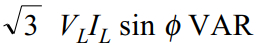 √3 V_L I_L sin ϕ VAR